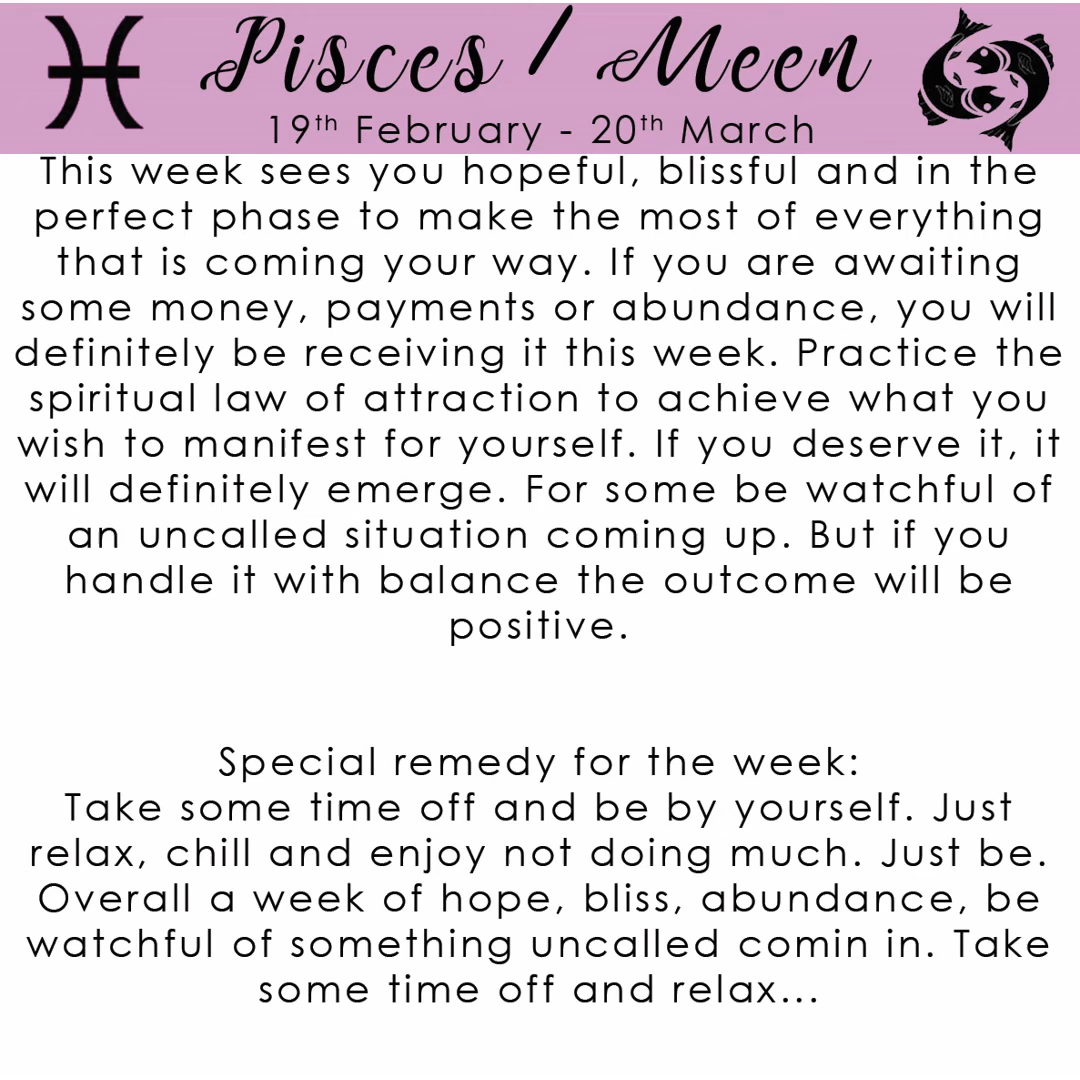 Pisces / Meen
19th February - 20th March
This week sees you hopeful, blissful and in the
perfect phase to make the most of everything
that is coming your way. If you are awaiting
some money, payments or abundance, you will
definitely be receiving it this week. Practice the
spiritual law of attraction to achieve what you
wish to manifest for yourself. If you deserve it, it
will definitely emerge. For some be watchful of
an uncalled situation coming up. But if you
handle it with balance the outcome will be
positive.
Special remedy for the week:
Take some time off and be by yourself. Just
relax, chill and enjoy not doing much. Just be.
Overall a week of hope, bliss, abundance, be
watchful of something uncalled comin in. Take
some time off and relax...